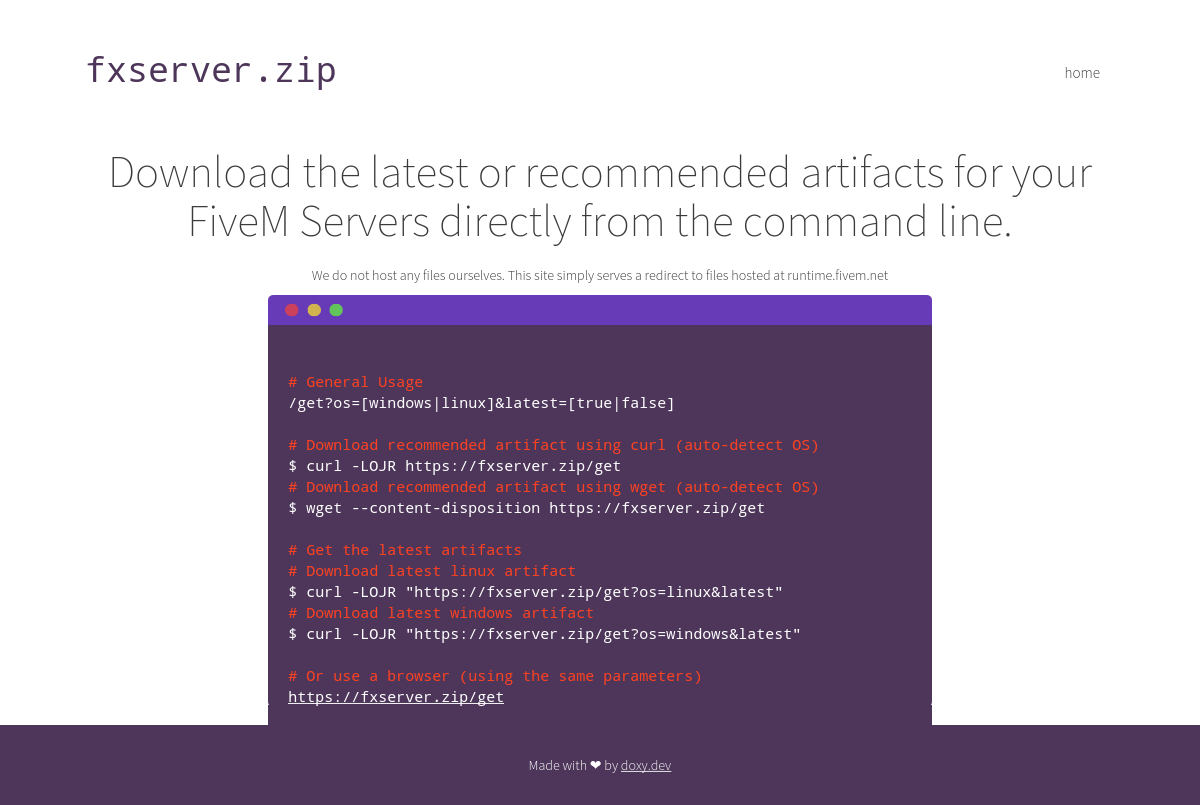 fxserver.zip
home
Download the latest or recommended artifacts for your
FiveM Servers directly from the command line.
We do not host any files ourselves. This site simply serves a redirect to files hosted at runtime.fivem.net
# General Usage
/get?os=[windows|linux]&latest=[true|false]
# Download recommended artifact using curl (auto-detect OS)
$ curl -LOJR https://fxserver.zip/get
# Download recommended artifact using wget (auto-detect OS)
$ wget --content-disposition https://fxserver.zip/get
# Get the latest artifacts
# Download latest linux artifact
$ curl -LOJR "https://fxserver.zip/get?os=linux&latest"
# Download latest windows artifact
$ curl -LOJR "https://fxserver.zip/get?os=windows&latest"
# Or use a browser (using the same parameters)
https://fxserver.zip/get
Made with ❤ by doxy.dev